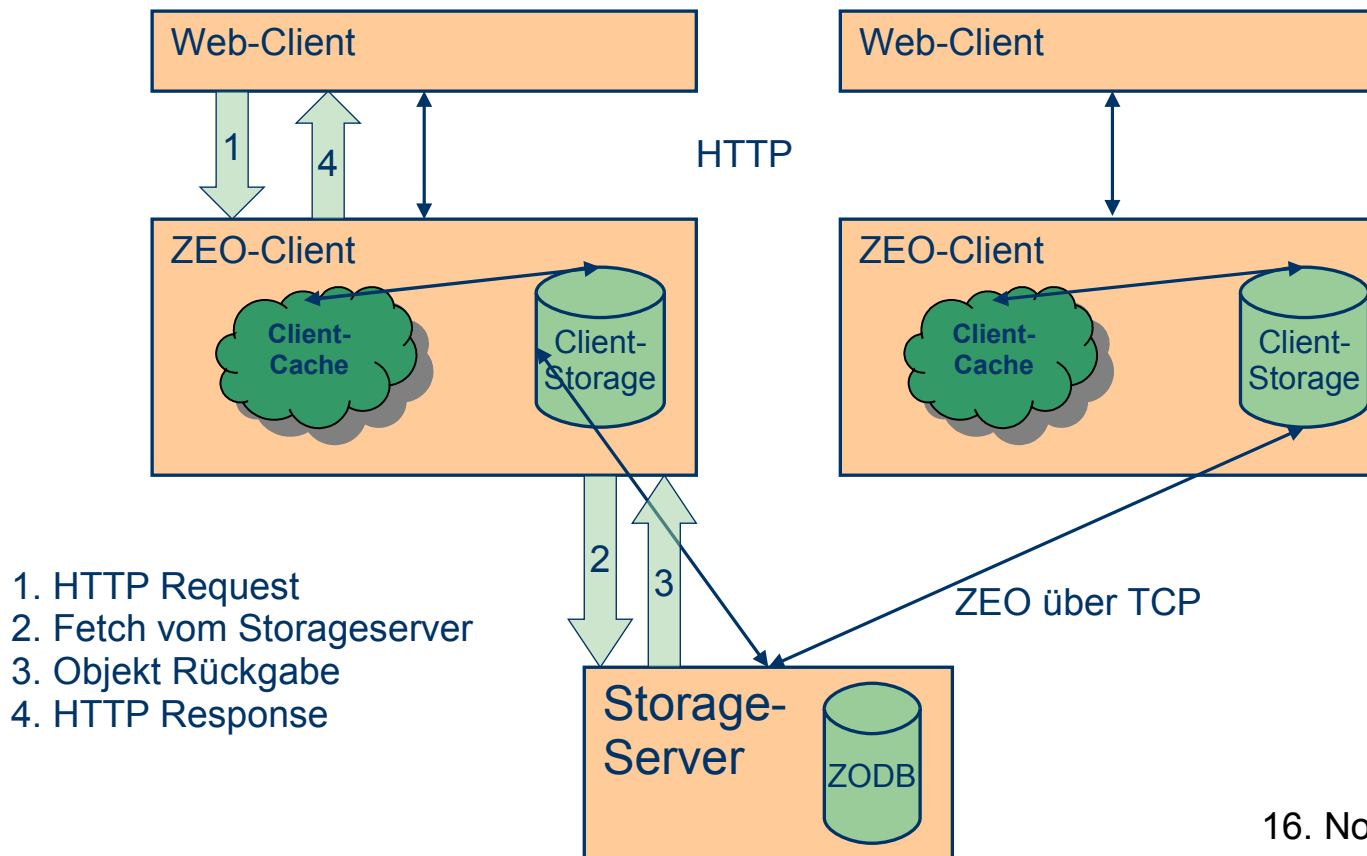 Web-Client
Web-Client
1
4
HTTP
ZEO-Client
ZEO-Client
Client-
Cache
Client-
Storage
Client-
Cache
Client-
Storage
2
3
ZEO über TCP
1. HTTP Request
2. Fetch vom Storageserver
3. Objekt Rückgabe
4. HTTP Response
Storage-
Server
ZODB
16. No